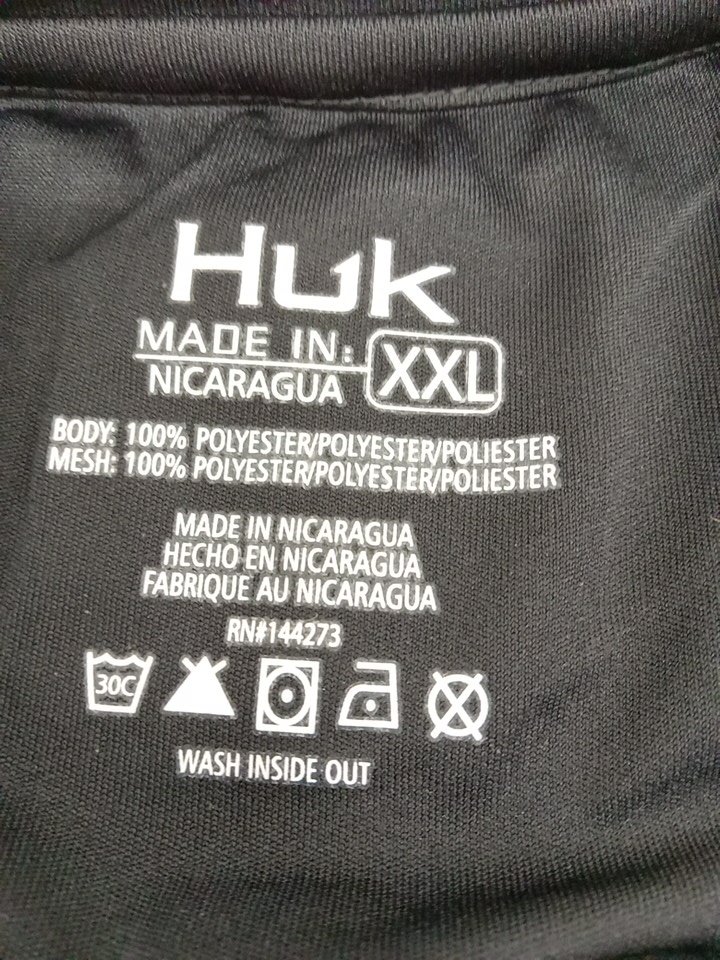 Huk
MADE IN:
NICARAGUA
XXL
BODY: 100% POLYESTER/POLYESTER/POLIESTER
MESH: 100% POLYESTER/POLYESTER/POLIESTER
MADE IN NICARAGUA
HECHO EN NICARAGUA
FABRIQUE AU NICARAGUA
RN#144273
30C
WASH INSIDE OUT